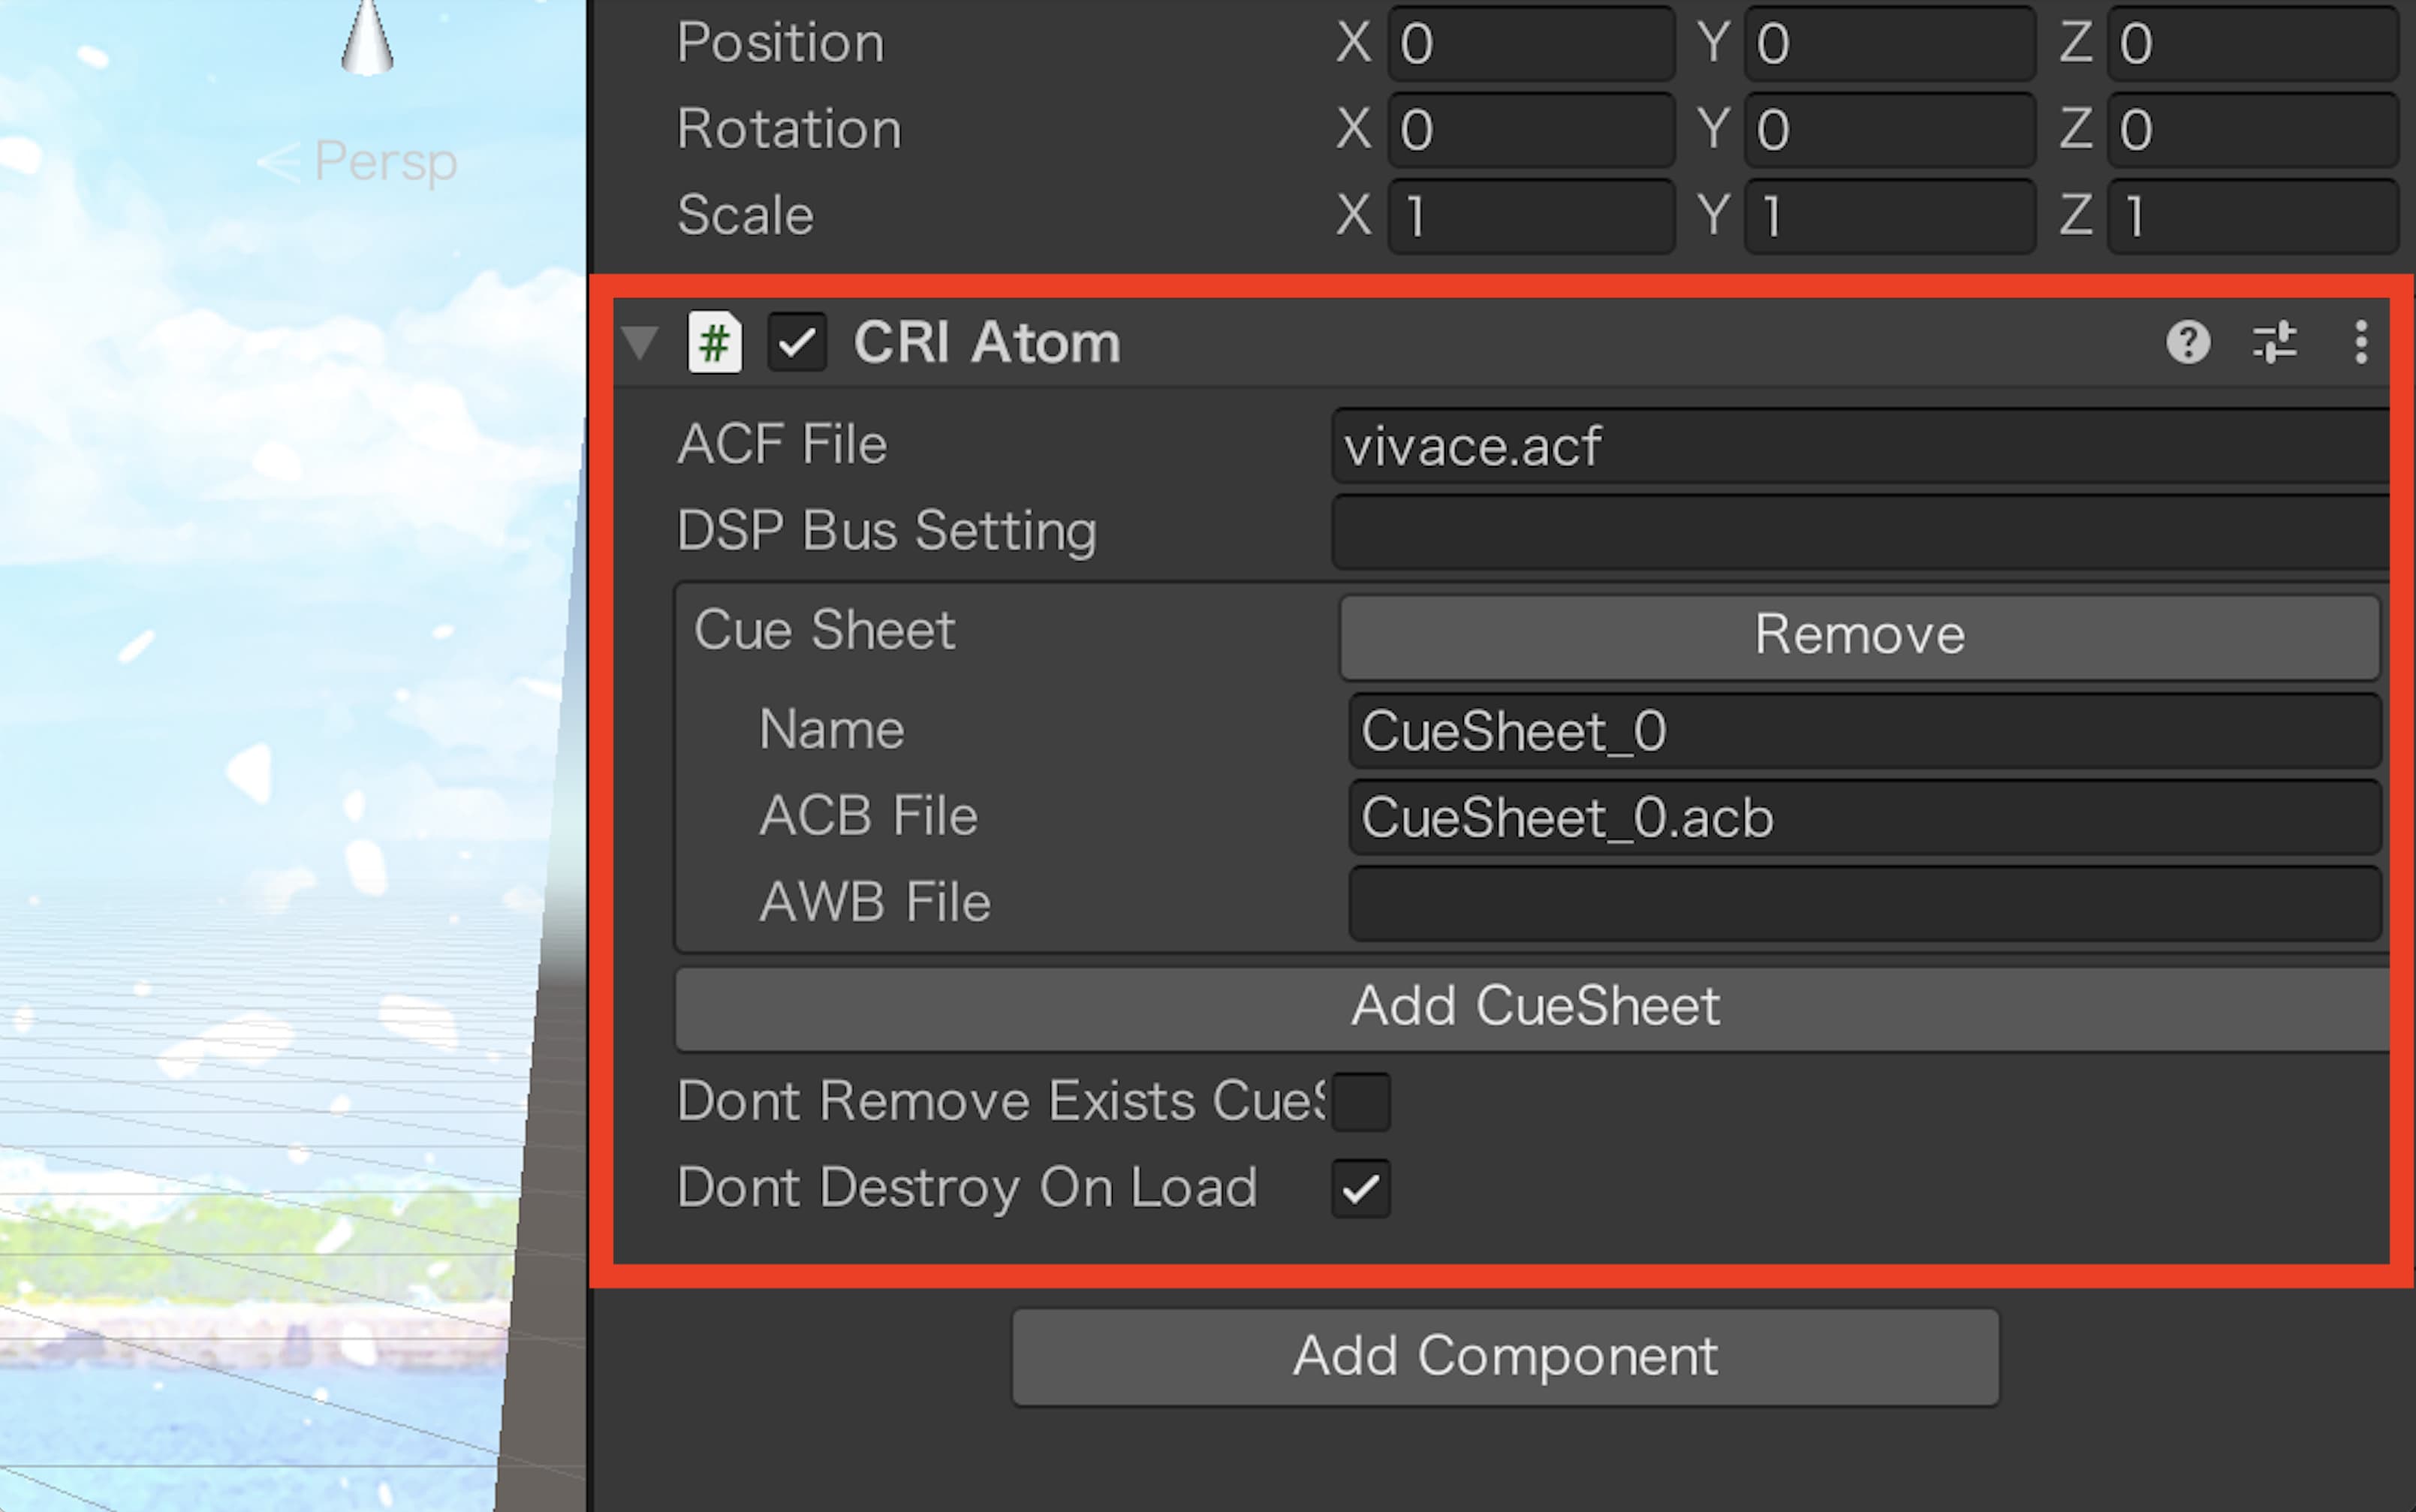 Position X 0 Y 0 Z 0
< Persp
Rotation X 0 Y 0 Z 0
Scale X 1 Y 1 Z 1
# CRI Atom ?
ACF File vivace.acf
DSP Bus Setting
Cue Sheet Remove
Name CueSheet_0
ACB File CueSheet_0.acb
AWB File
Add CueSheet
Dont Remove Exists CueS
Dont Destroy On Load
Add Component